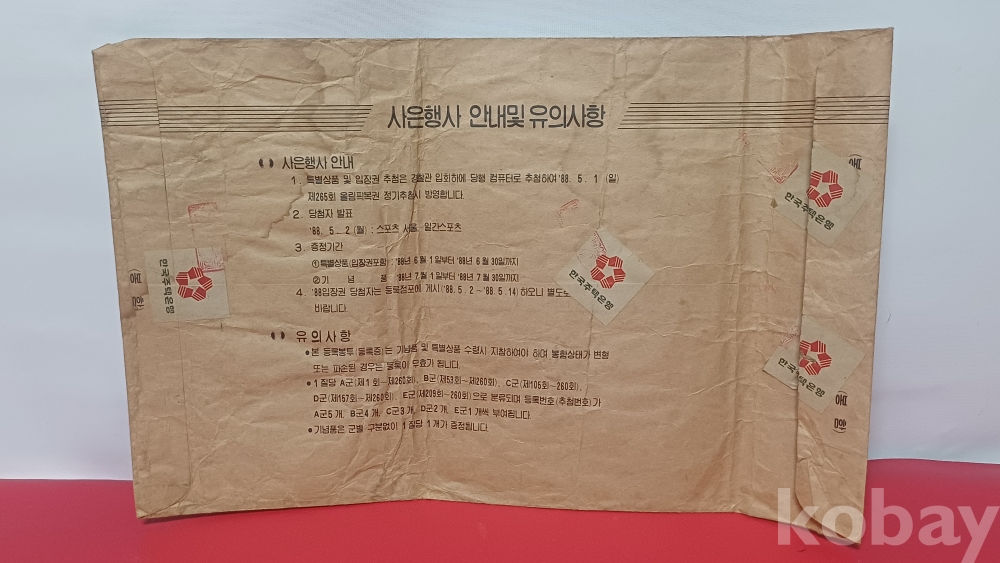 사은행사 안내및 유의사항
사은행사 안내
1. 특별상품 및 입장권 추첨은 경찰관 입회하에 당행 컴퓨터로 추첨하여 '88. 5. 1 (일)
제265회 올림픽복권 정기추첨시 방영합니다.
2. 당첨자 발표
'88. 5. 2 (월) : 스포츠 서울, 일간스포츠
3. 증정기간
①특별상품(입장권포함) : '88년 6월 1일부터 '88년 6월 30일까지
②기 념 품 : '88년 7월 1일부터 '88년 7월 30일까지
4. '88입장권 당첨자는 등록점포에 게시('88. 5. 2 ~ '88. 5. 14) 하오니 별도로
바랍니다.
유 의 사 항
●본 등록봉투(등록증)는 기념품 및 특별상품 수령시 지참하여야 하며 봉함상태가 변형
또는 파손된 경우는 등록이 무효가 됩니다.
●1질당 A군(제1회~제260회), B군(제53회~제260회), C군(제105회~260회),
D군(제157회~제260회), E군(제209회~260회)으로 분류되며 등록번호(추첨번호)가
A군5개, B군4개, C군3개, D군2개, E군1개씩 부여됩니다.
●기념품은 군별 구분없이 1질당 1개가 증정됩니다.
(봉 함)
한국주택은행
한국주택은행
한국주택은행
한국주택은행
(봉
봉 함)
kobay